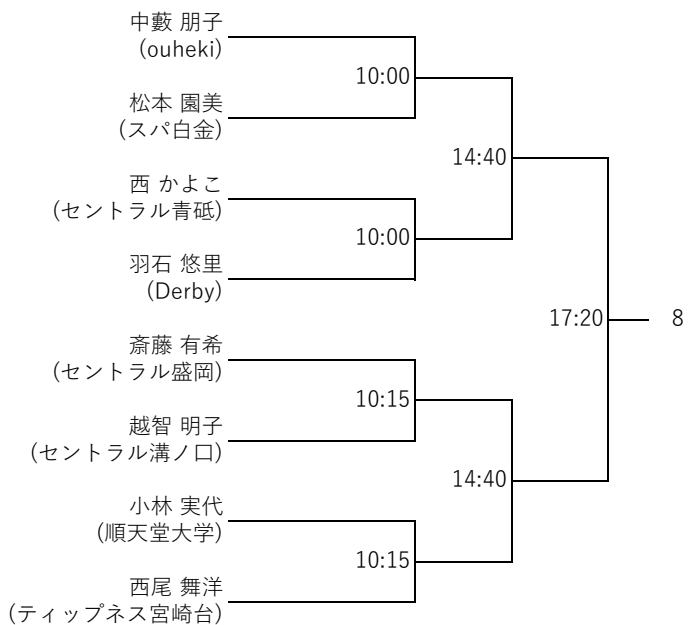 中藪 朋子
(ouheki)
10:00
松本 園美
(スパ白金)
14:40
西 かよこ
(セントラル青砥)
10:00
羽石 悠里
(Derby)
17:20
8
斎藤 有希
(セントラル盛岡)
10:15
越智 明子
(セントラル溝ノ口)
14:40
小林 実代
(順天堂大学)
10:15
西尾 舞洋
(ティップネス宮崎台)